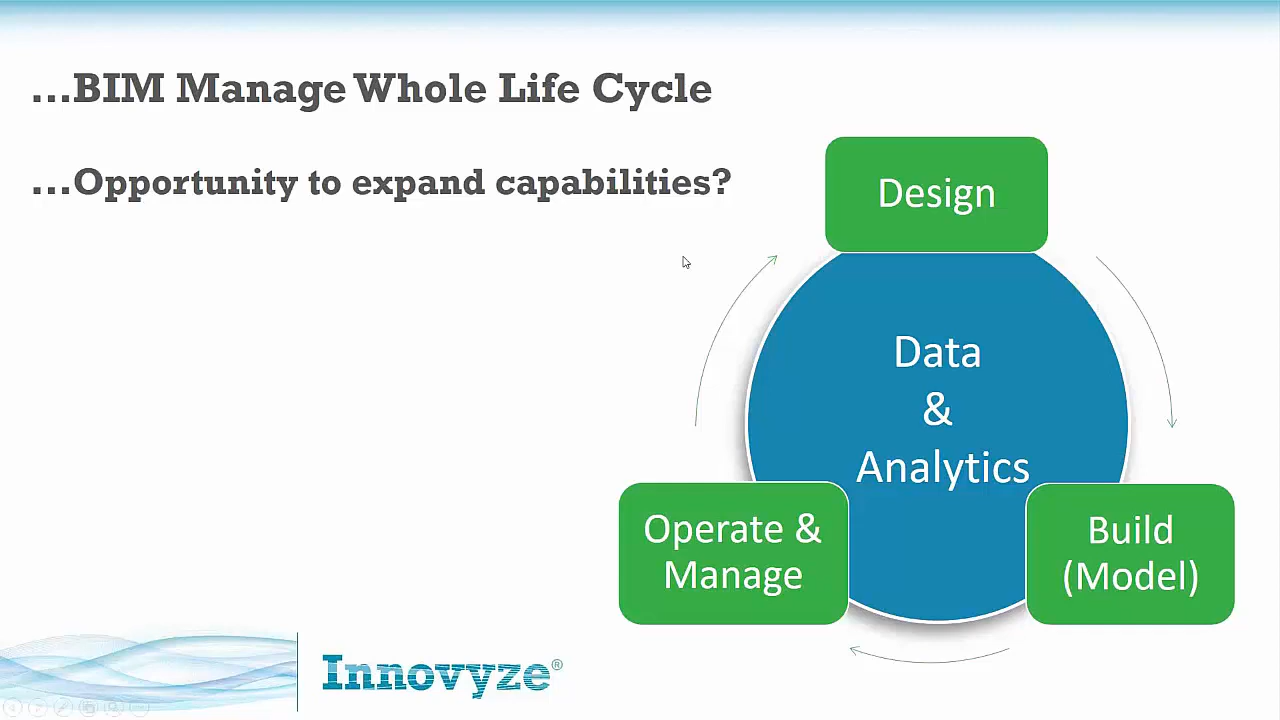 ...BIM Manage Whole Life Cycle
...Opportunity to expand capabilities?
Design
Data
&
Analytics
Operate &
Manage
Build
(Model)
Innovyze®